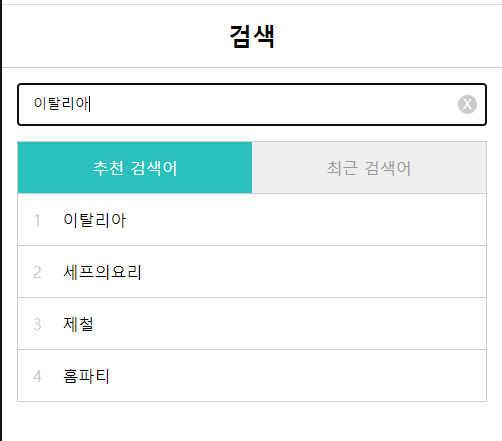 검색
이탈리아 X
추천 검색어 최근 검색어
1 이탈리아
2 세프의요리
3 제철
4 홈파티